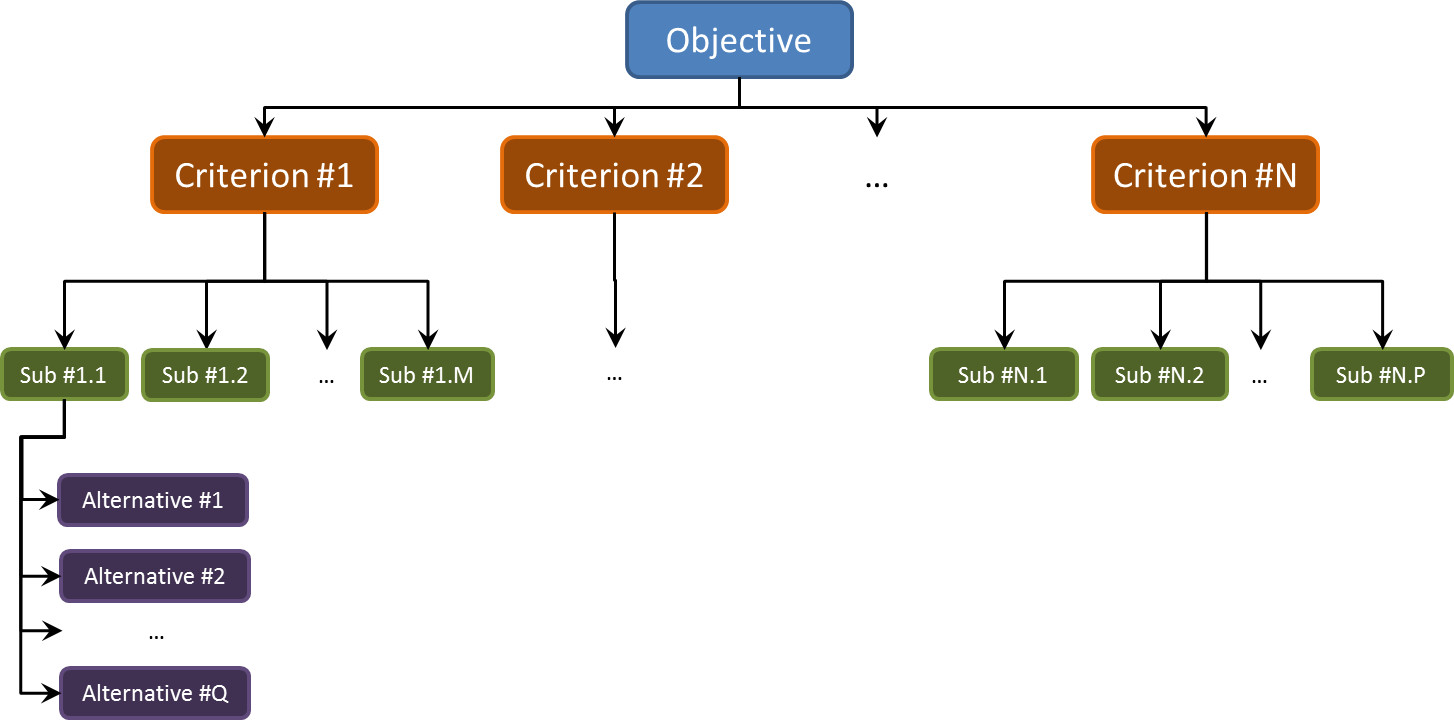 Objective
Criterion #1
Criterion #2
...
Criterion #N
Sub #1.1
Sub #1.2
...
Sub #1.M
...
Sub #N.1
Sub #N.2
...
Sub #N.P
Alternative #1
Alternative #2
...
Alternative #Q